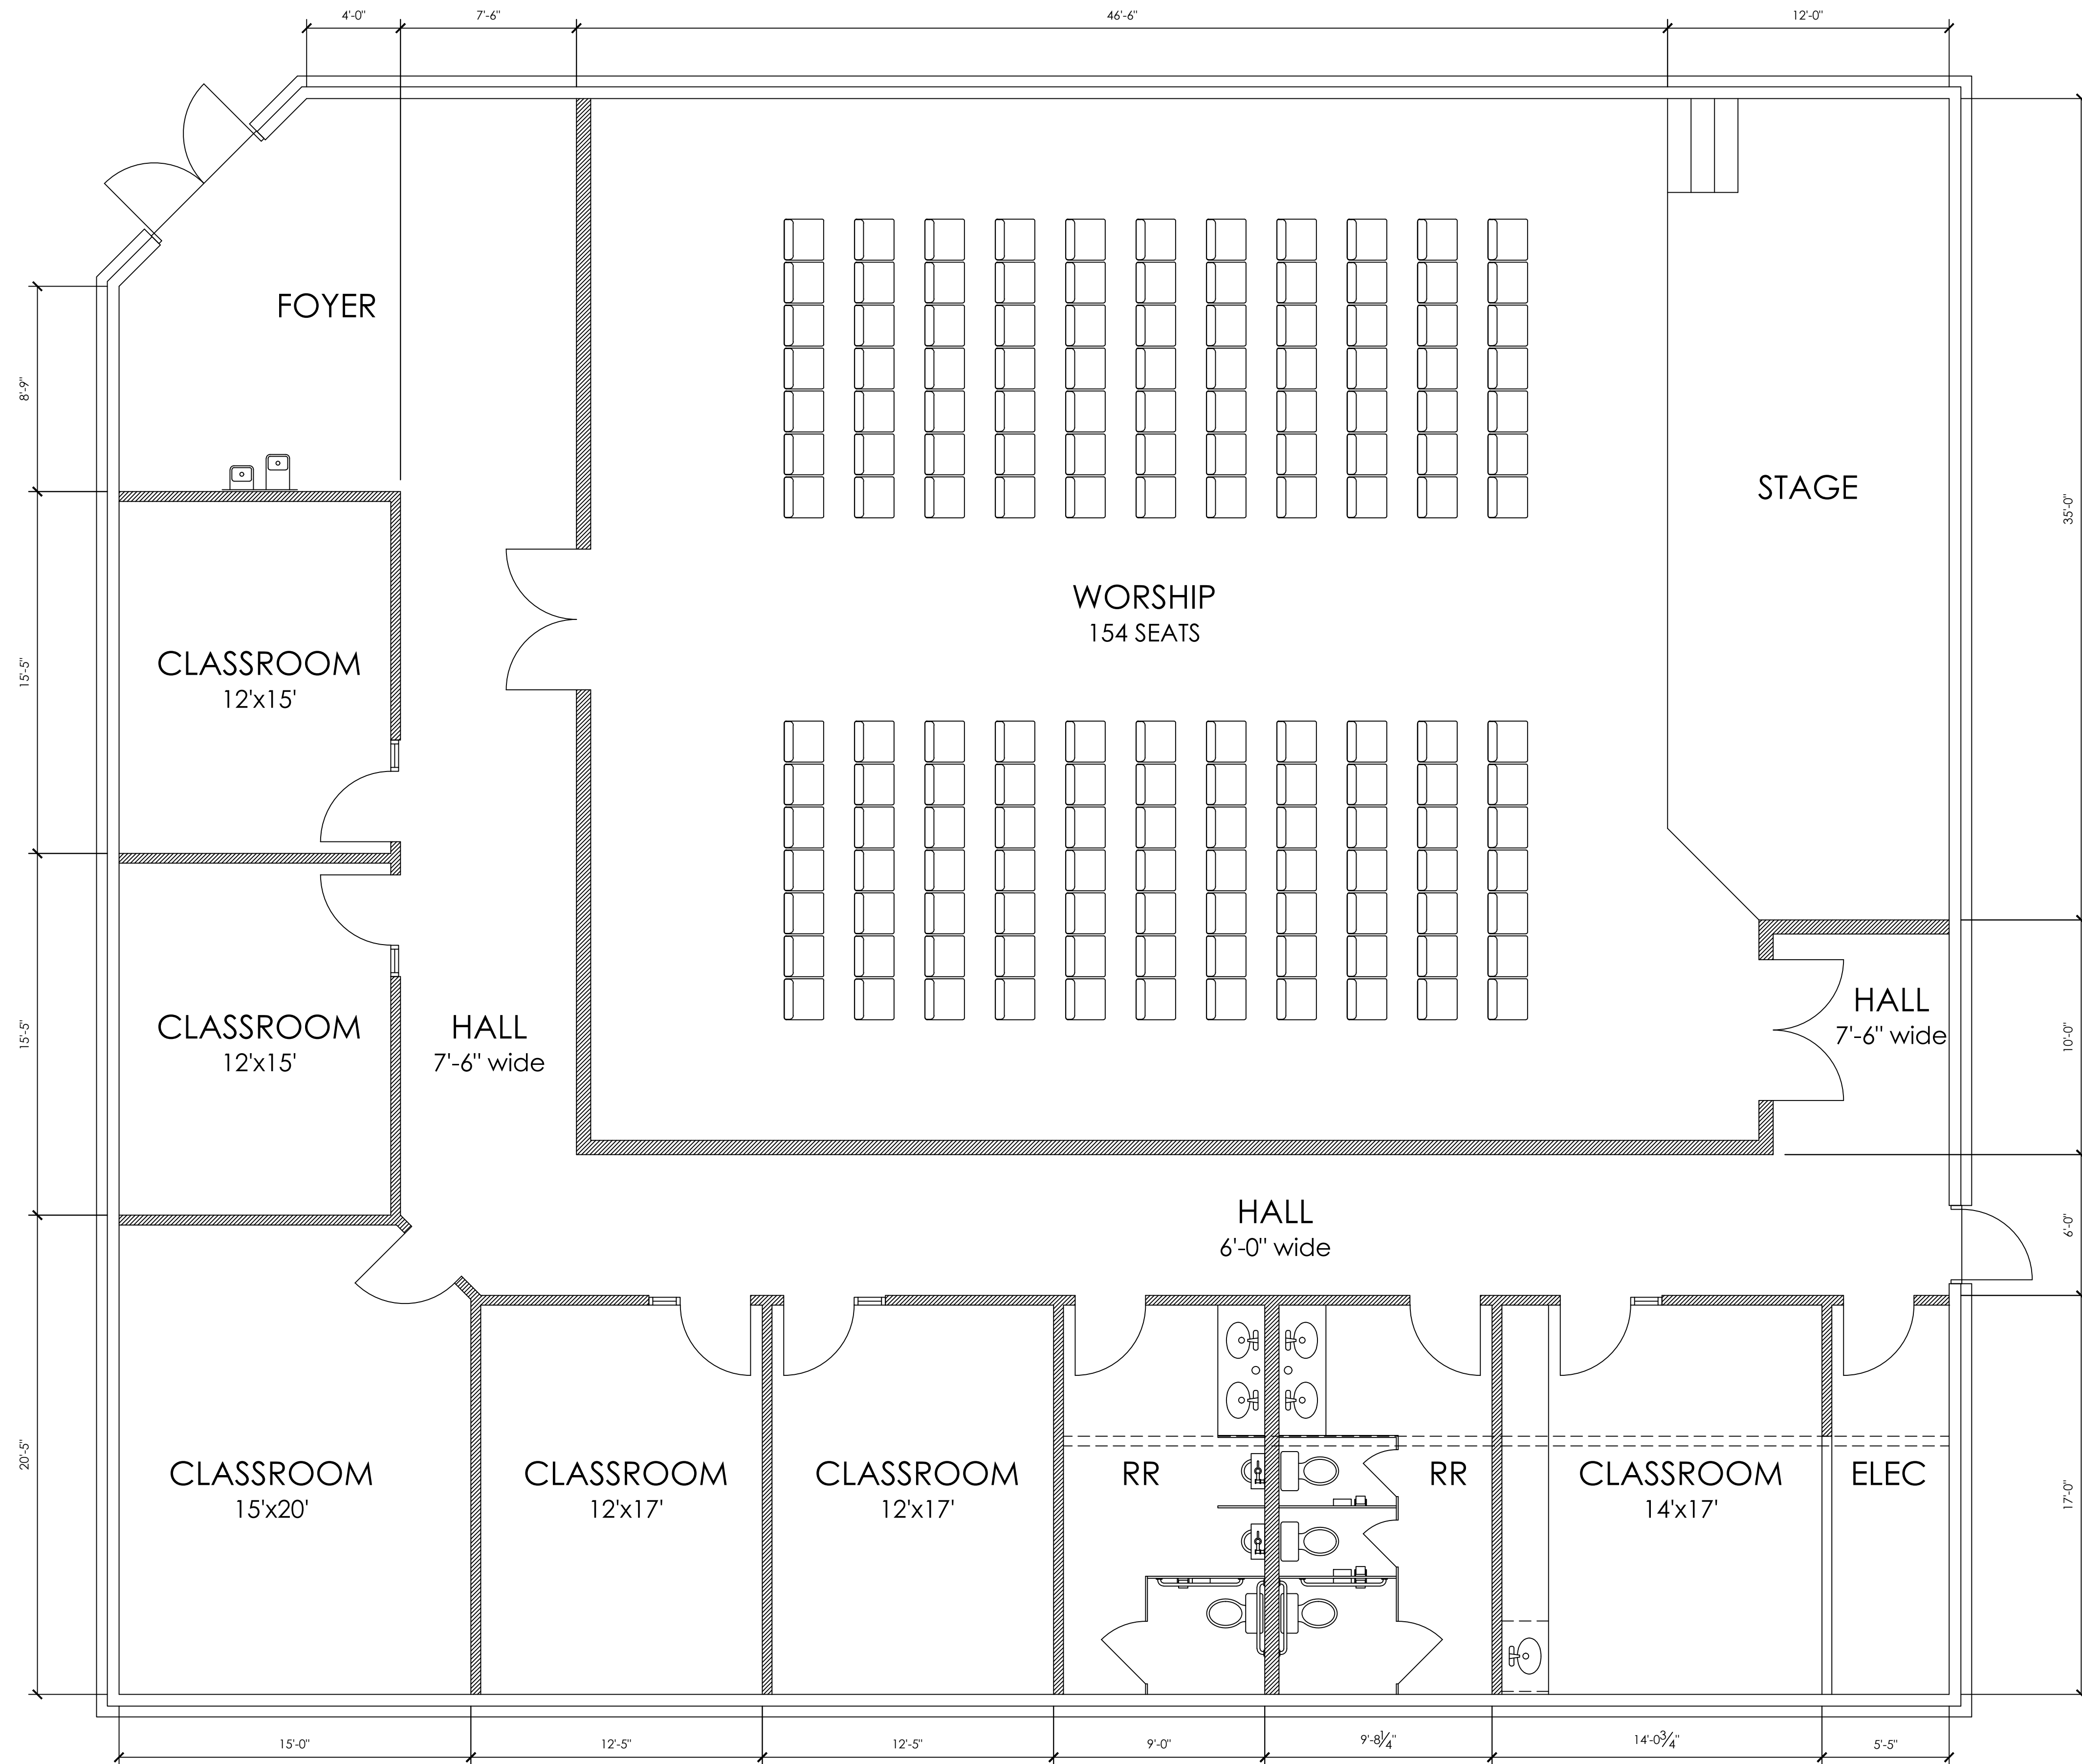 4'-0"
7'-6"
46'-6"
12'-0"
FOYER
8'-9"
STAGE
35'-0"
WORSHIP
154 SEATS
CLASSROOM
12'x15'
15'-5"
CLASSROOM
12'x15'
15'-5"
HALL
7'-6" wide
HALL
7'-6" wide
10'-0"
HALL
6'-0" wide
6'-0"
20'-5"
CLASSROOM
15'x20'
CLASSROOM
12'x17'
CLASSROOM
12'x17'
RR
RR
CLASSROOM
14'x17'
ELEC
17'-0"
15'-0"
12'-5"
12'-5"
9'-0"
9'-8 1/4"
14'-0 3/4"
5'-5"